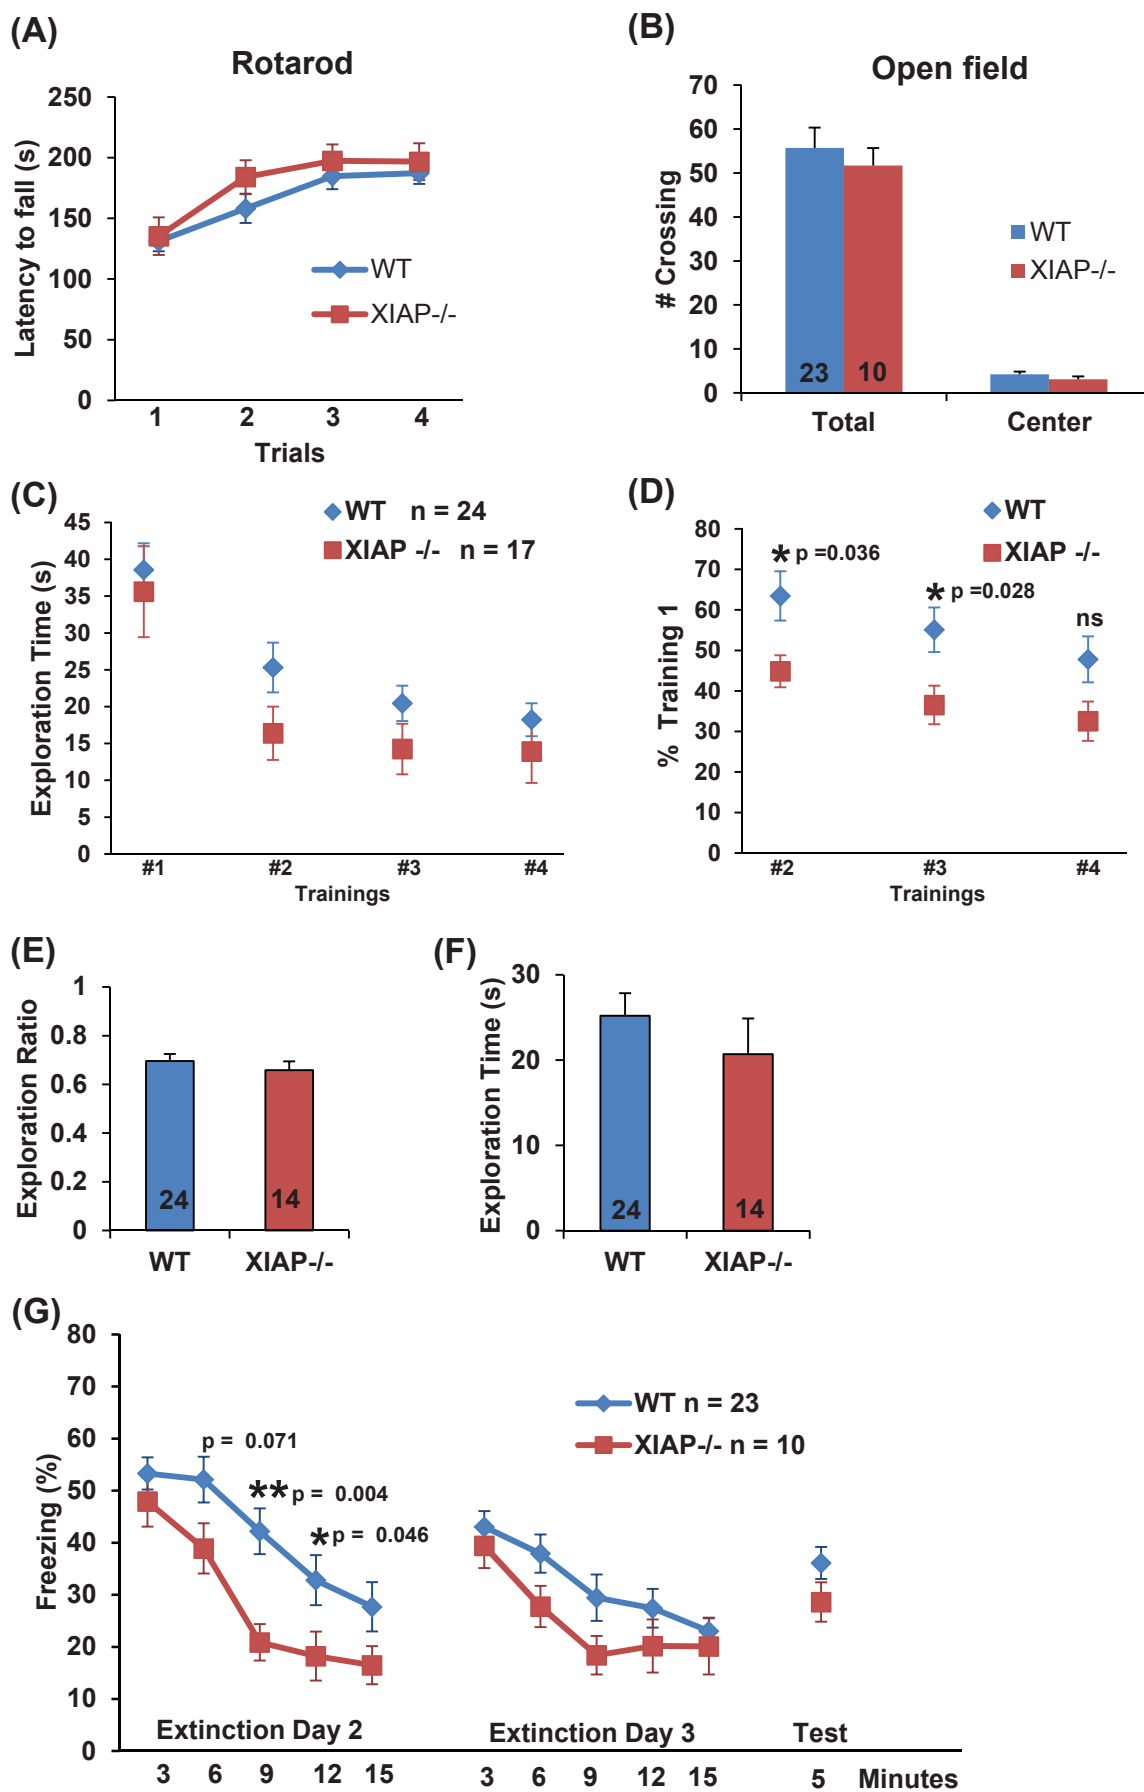 (A)
Rotarod
Latency to fall (s)
250
200
150
100
50
0
WT
XIAP-/-
1 2 3 4
Trials
(B)
Open field
# Crossing
70
60
50
40
30
20
10
0
WT
XIAP-/-
23 10
Total Center
(C)
WT n = 24
XIAP -/- n = 17
Exploration Time (s)
45
40
35
30
25
20
15
10
5
0
#1 #2 #3 #4
Trainings
(D)
WT
XIAP -/-
% Training 1
80
70
60
50
40
30
20
10
0
* p =0.036
* p =0.028
ns
#2 #3 #4
Trainings
(E)
Exploration Ratio
1
0.8
0.6
0.4
0.2
0
24 14
WT XIAP-/-
(F)
Exploration Time (s)
30
20
10
0
24 14
WT XIAP-/-
(G)
Freezing (%)
80
70
60
50
40
30
20
10
0
WT n = 23
XIAP-/- n = 10
p = 0.071
** p = 0.004
* p = 0.046
Extinction Day 2 Extinction Day 3 Test
3 6 9 12 15 3 6 9 12 15 5 Minutes